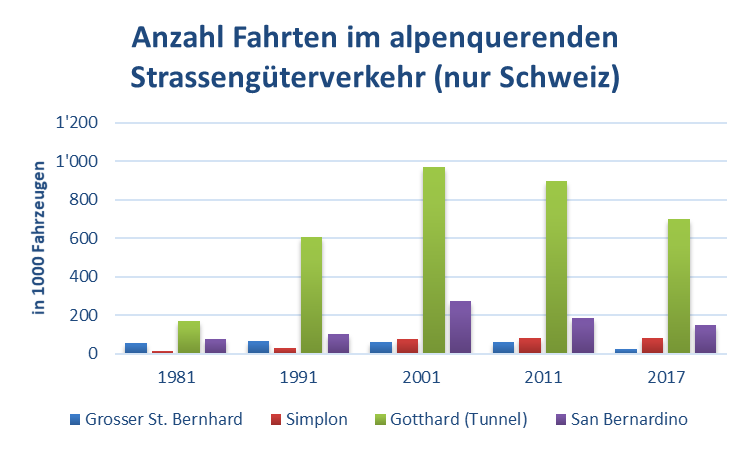 Anzahl Fahrten im alpenquerenden
Strassengüterverkehr (nur Schweiz)
in 1000 Fahrzeugen
1'200
1'000
800
600
400
200
0
1981 1991 2001 2011 2017
Grosser St. Bernhard Simplon Gotthard (Tunnel) San Bernardino